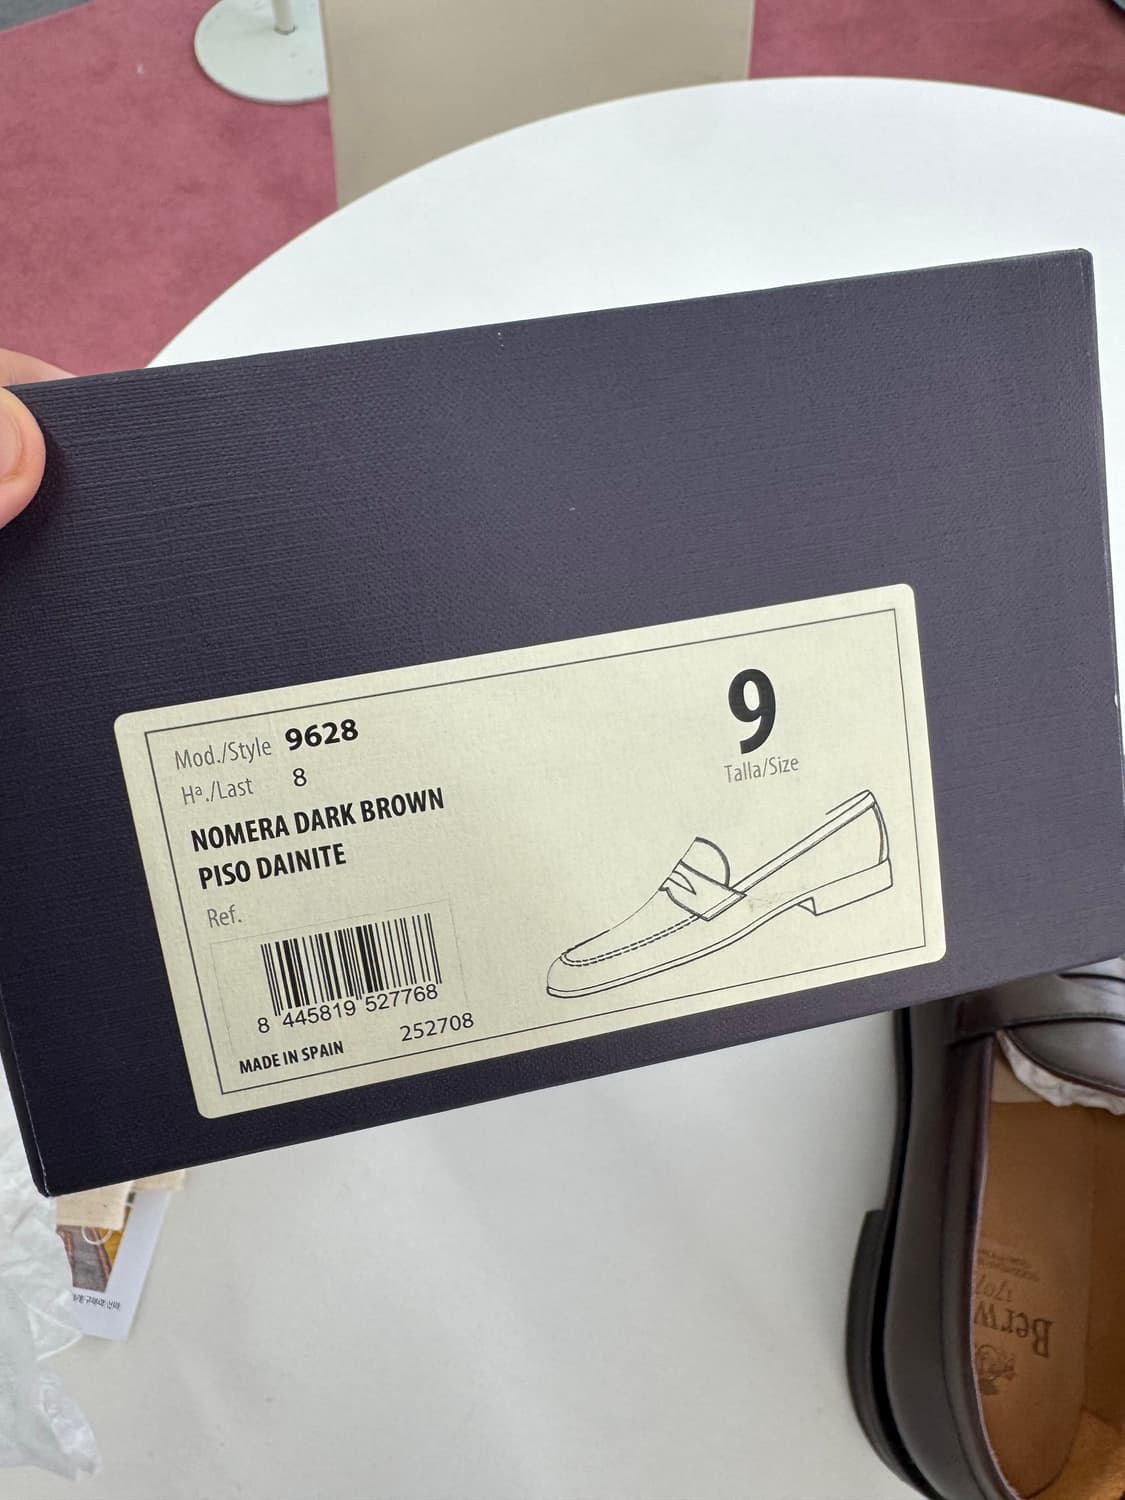 Mod./Style 9628
Hª./Last 8
NOMERA DARK BROWN
PISO DAINITE
Ref.
8 445819 527768
252708
MADE IN SPAIN
9
Talla/Size
Berw